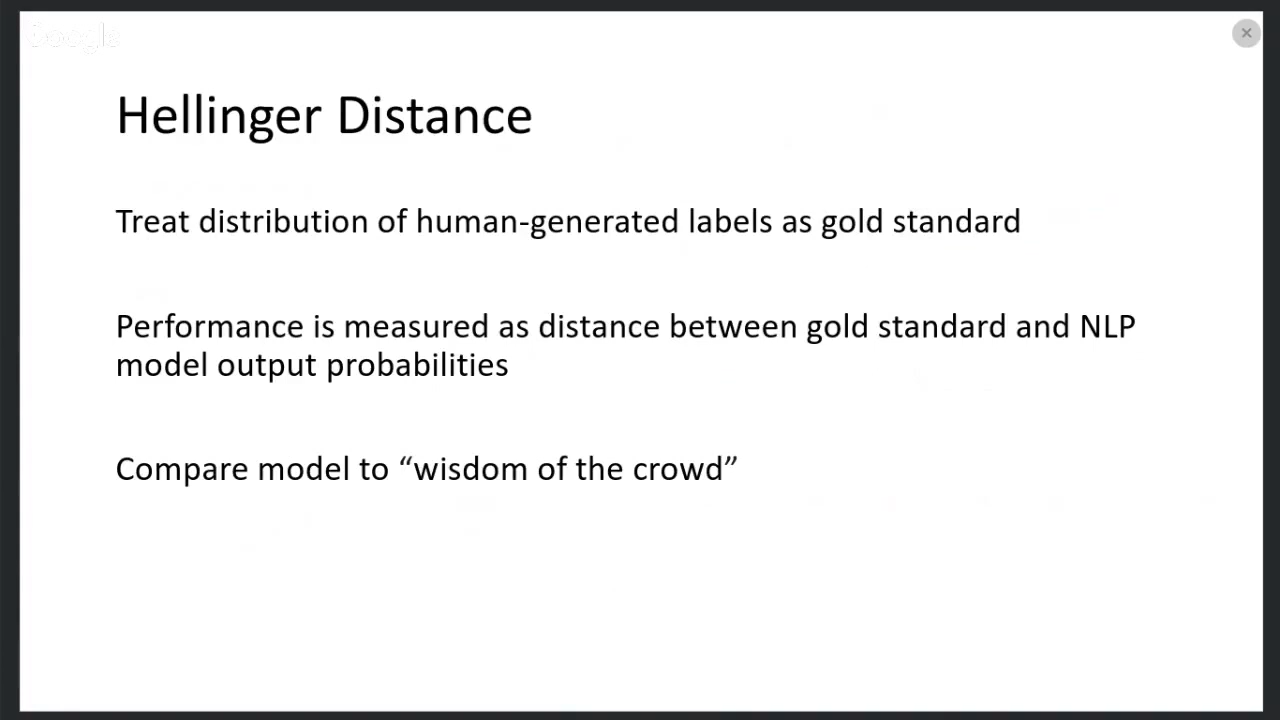 Google
Hellinger Distance
Treat distribution of human-generated labels as gold standard
Performance is measured as distance between gold standard and NLP
model output probabilities
Compare model to “wisdom of the crowd”